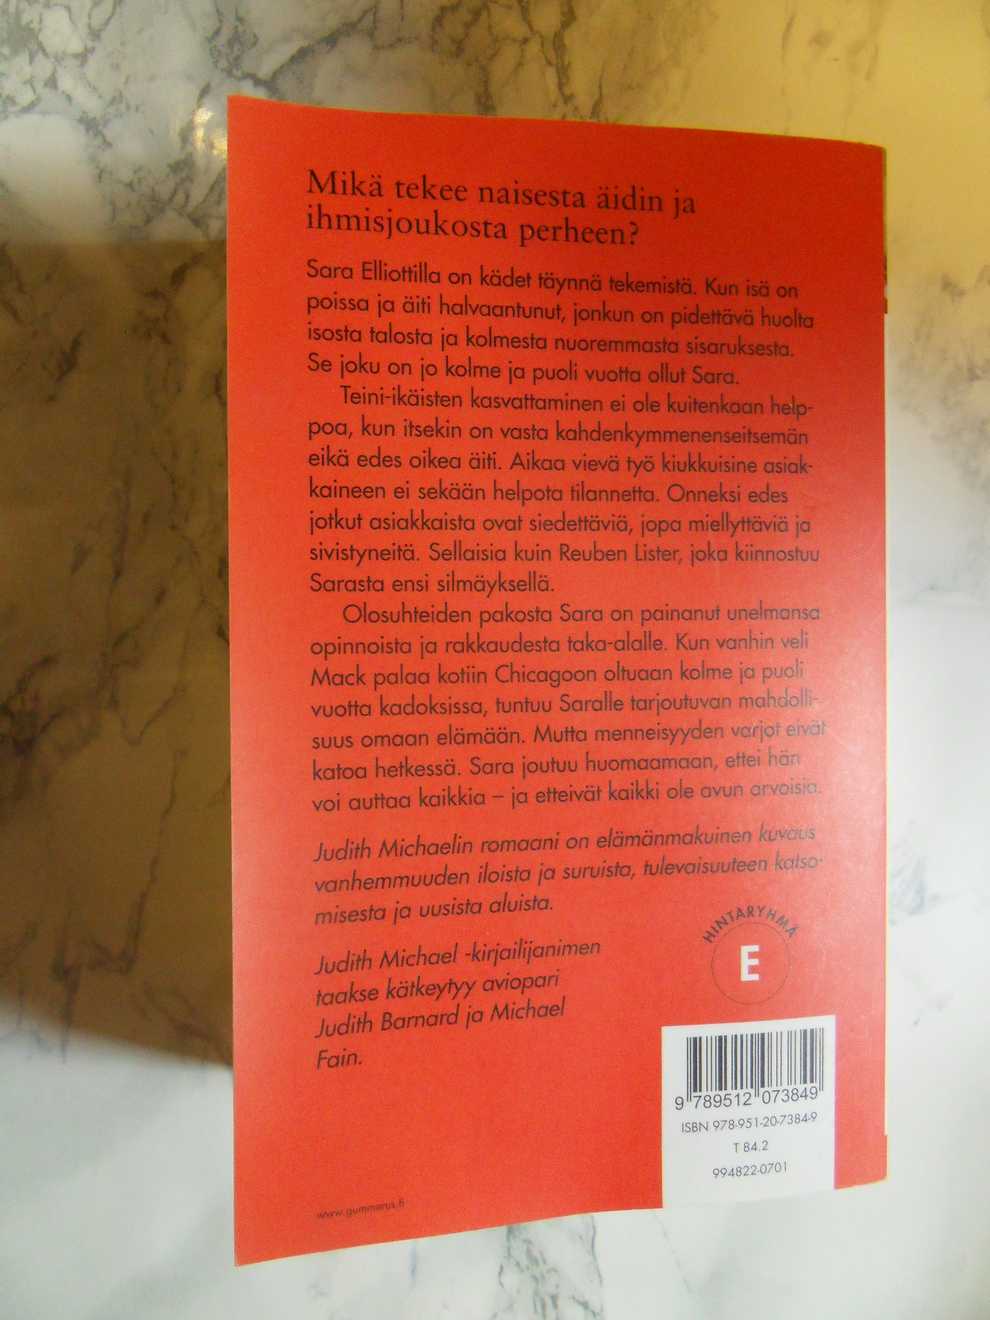 Mikä tekee naisesta äidin ja
ihmisjoukosta perheen?
Sara Elliottilla on kädet täynnä tekemistä. Kun isä on
poissa ja äiti halvaantunut, jonkun on pidettävä huolta
isosta talosta ja kolmesta nuoremmasta sisaruksesta.
Se joku on jo kolme ja puoli vuotta ollut Sara.
Teini-ikäisten kasvattaminen ei ole kuitenkaan help-
poa, kun itsekin on vasta kahdenkymmenenseitsemän
eikä edes oikea äiti. Aikaa vievä työ kiukkuisine asiak-
kaineen ei sekään helpota tilannetta. Onneksi edes
jotkut asiakkaista ovat siedettäviä, jopa miellyttäviä ja
sivistyneitä. Sellaisia kuin Reuben Lister, joka kiinnostuu
Sarasta ensi silmäyksellä.
Olosuhteiden pakosta Sara on painanut unelmansa
opinnoista ja rakkaudesta taka-alalle. Kun vanhin veli
Mack palaa kotiin Chicagoon oltuaan kolme ja puoli
vuotta kadoksissa, tuntuu Saralle tarjoutuvan mahdolli-
suus omaan elämään. Mutta menneisyyden varjot eivät
katoa hetkessä. Sara joutuu huomaamaan, ettei hän
voi auttaa kaikkia – ja etteivät kaikki ole avun arvoisia.
Judith Michaelin romaani on elämänmakuinen kuvaus
vanhemmuuden iloista ja suruista, tulevaisuuteen katso-
misesta ja uusista aluista.
Judith Michael -kirjailijanimen
taakse kätkeytyy aviopari
Judith Barnard ja Michael
Fain.
HINTARYHMÄ
E
9 789512 073849
ISBN 978-951-20-7384-9
T 84.2
994822-0701
www.gummerus.fi